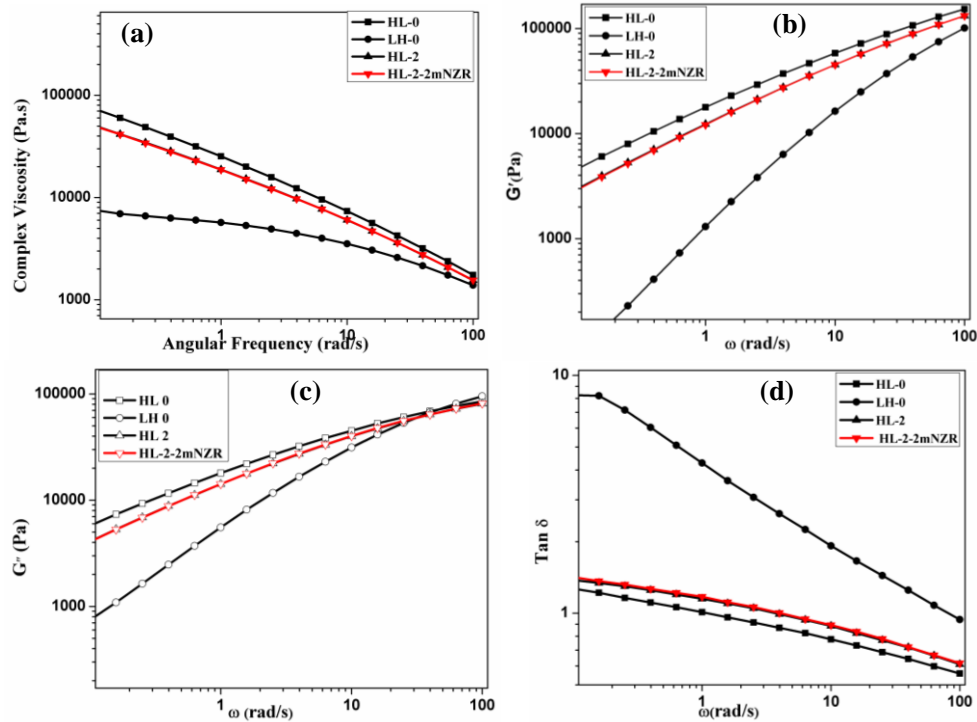 (a)
HL-0
LH-0
HL-2
HL-2-2mNZR
Complex Viscosity (Pa.s)
100000
10000
1000
1
10
100
Angular Frequency (rad/s)
(b)
HL-0
LH-0
HL-2
HL-2-2mNZR
G'(Pa)
100000
10000
1000
1
10
100
ω (rad/s)
(c)
HL 0
LH 0
HL 2
HL-2-2mNZR
G″ (Pa)
100000
10000
1000
1
10
100
ω (rad/s)
(d)
HL-0
LH-0
HL-2
HL-2-2mNZR
Tan δ
10
1
1
10
100
ω(rad/s)